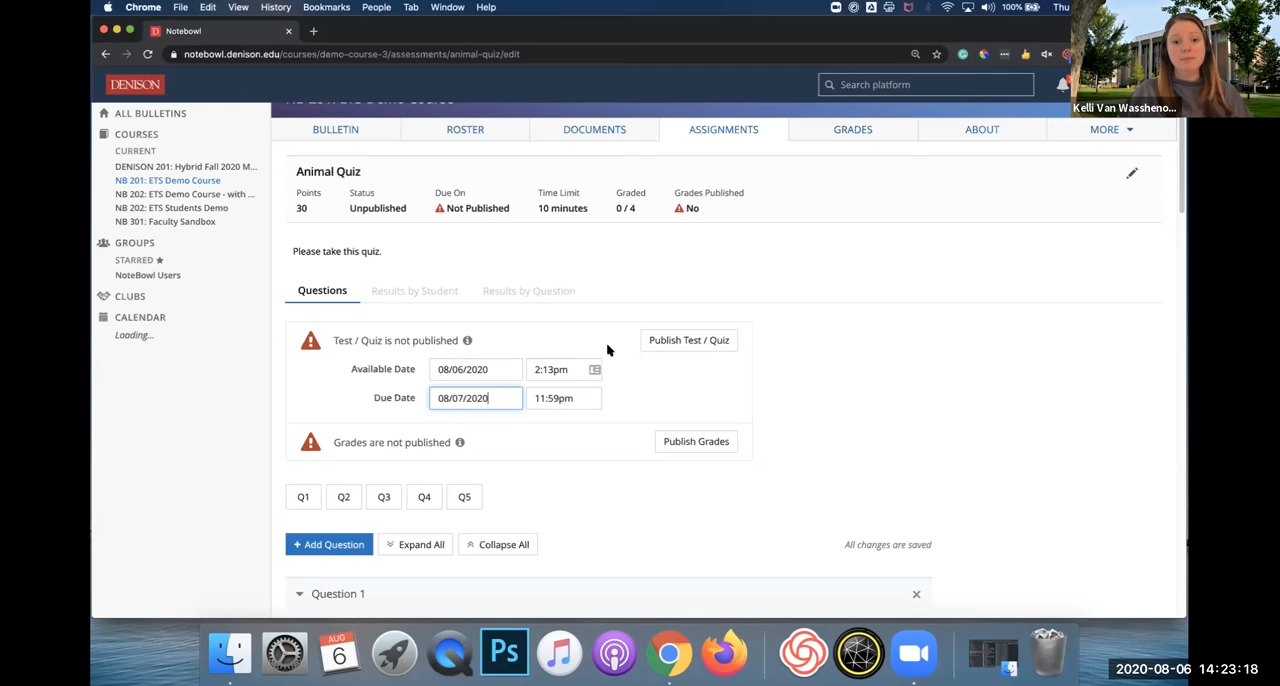 Chrome File Edit View History Bookmarks People Tab Window Help 100% Thu
Notebowl
notebowl.denison.edu/courses/demo-course-3/assessments/animal-quiz/edit
DENISON
Search platform
Kelli Van Wassheno...
ALL BULLETINS
COURSES
CURRENT
DENISON 201: Hybrid Fall 2020 M...
NB 201: ETS Demo Course
NB 202: ETS Demo Course - with ...
NB 202: ETS Students Demo
NB 301: Faculty Sandbox
GROUPS
STARRED
NoteBowl Users
CLUBS
CALENDAR
Loading...
BULLETIN ROSTER DOCUMENTS ASSIGNMENTS GRADES ABOUT MORE
Animal Quiz
Points Status Due On Time Limit Graded Grades Published
30 Unpublished Not Published 10 minutes 0 / 4 No
Please take this quiz.
Questions Results by Student Results by Question
Test / Quiz is not published Publish Test / Quiz
Available Date 08/06/2020 2:13pm
Due Date 08/07/2020 11:59pm
Grades are not published Publish Grades
Q1 Q2 Q3 Q4 Q5
+ Add Question Expand All Collapse All All changes are saved
Question 1
AUG
6
Ps
2020-08-06 14:23:18